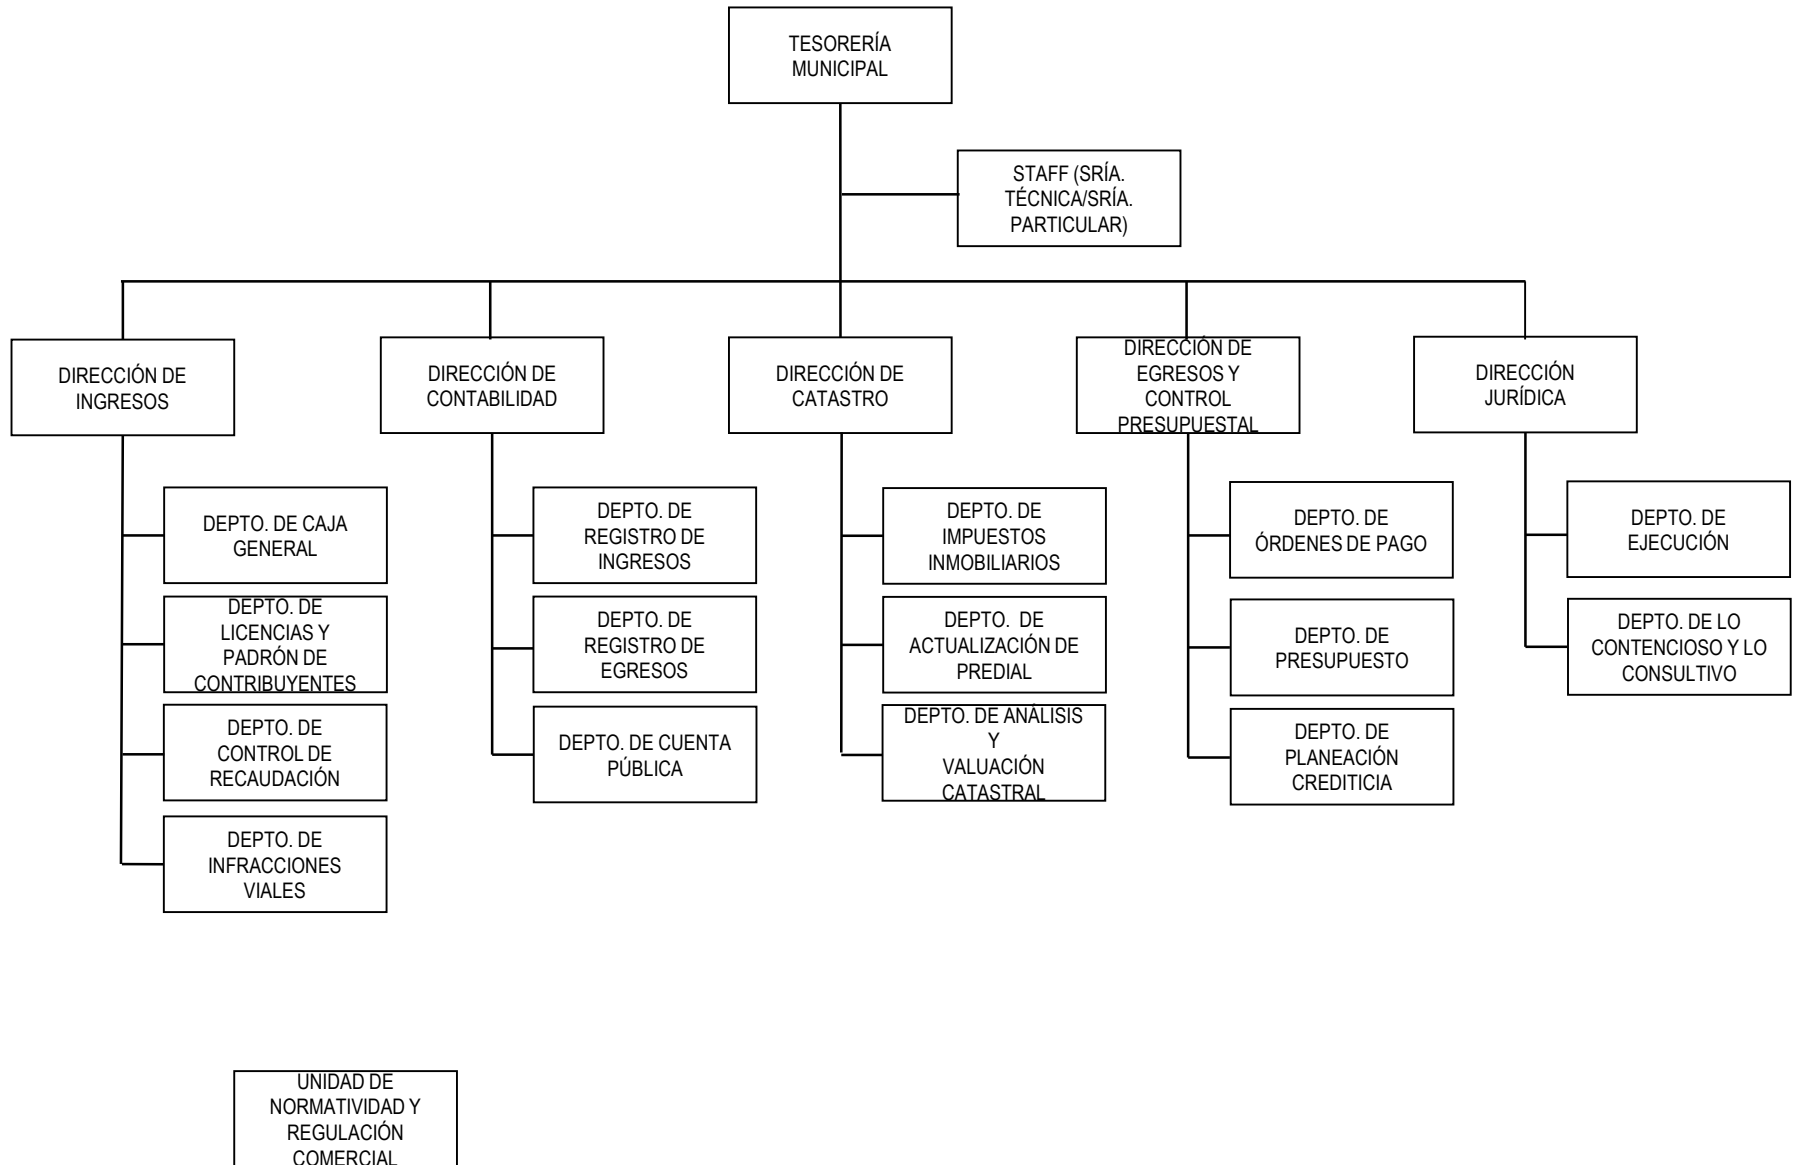 TESORERÍA
MUNICIPAL
STAFF (SRÍA.
TÉCNICA/SRÍA.
PARTICULAR)
DIRECCIÓN DE
INGRESOS
DIRECCIÓN DE
CONTABILIDAD
DIRECCIÓN DE
CATASTRO
DIRECCIÓN DE
EGRESOS Y
CONTROL
PRESUPUESTAL
DIRECCIÓN
JURÍDICA
DEPTO. DE CAJA
GENERAL
DEPTO. DE
LICENCIAS Y
PADRÓN DE
CONTRIBUYENTES
DEPTO. DE
CONTROL DE
RECAUDACIÓN
DEPTO. DE
INFRACCIONES
VIALES
DEPTO. DE
REGISTRO DE
INGRESOS
DEPTO. DE
REGISTRO DE
EGRESOS
DEPTO. DE CUENTA
PÚBLICA
DEPTO. DE
IMPUESTOS
INMOBILIARIOS
DEPTO. DE
ACTUALIZACIÓN DE
PREDIAL
DEPTO. DE ANÁLISIS
Y
VALUACIÓN
CATASTRAL
DEPTO. DE
ÓRDENES DE PAGO
DEPTO. DE
PRESUPUESTO
DEPTO. DE
PLANEACIÓN
CREDITICIA
DEPTO. DE
EJECUCIÓN
DEPTO. DE LO
CONTENCIOSO Y LO
CONSULTIVO
UNIDAD DE
NORMATIVIDAD Y
REGULACIÓN
COMERCIAL